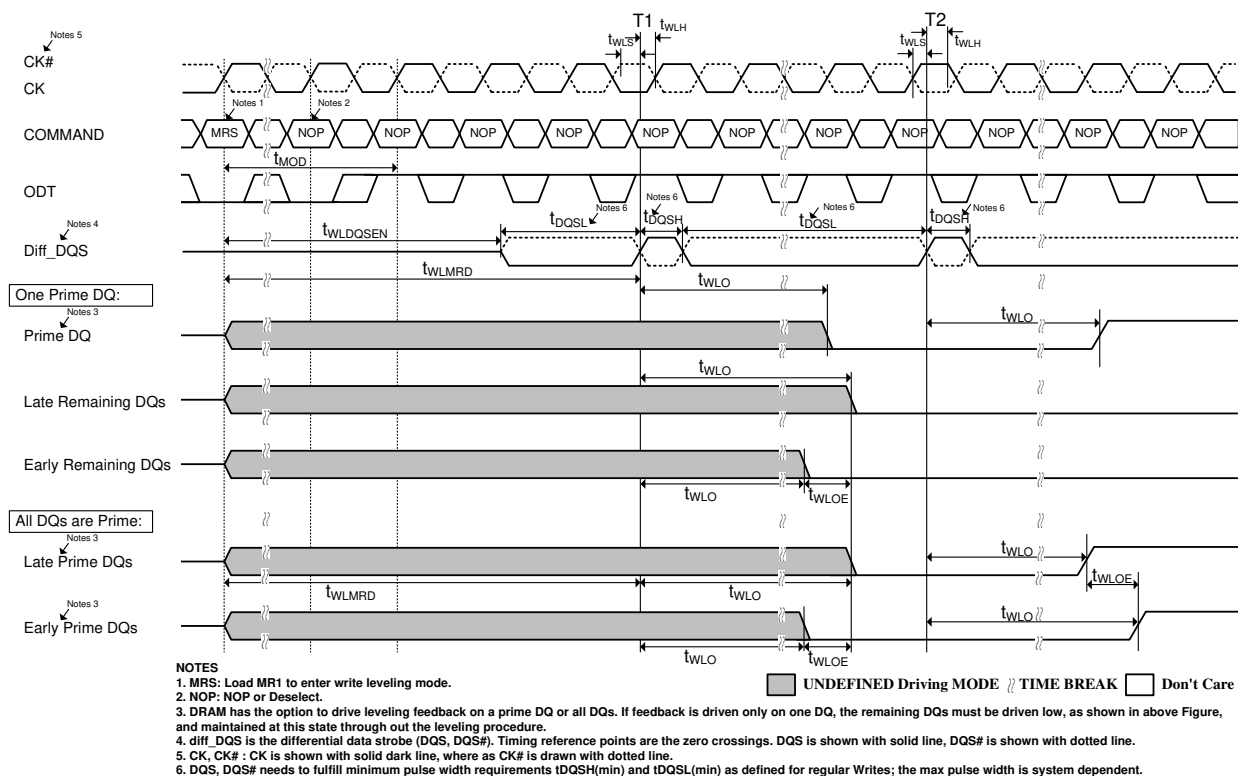 T1 T2
Notes 5
tWLS tWLH tWLS tWLH
CK#
CK
Notes 1 Notes 2
COMMAND MRS NOP NOP NOP NOP NOP NOP NOP NOP NOP NOP NOP
tMOD
ODT
Notes 6 Notes 6 Notes 6 Notes 6
Notes 4
tDQSL tDQSH tDQSL tDQSH
tWLDQSEN
Diff_DQS
tWLMRD
tWLO
One Prime DQ:
Notes 3
Prime DQ
tWLO
tWLO
Late Remaining DQs
Early Remaining DQs
tWLO tWLOE
All DQs are Prime:
Notes 3
Late Prime DQs
tWLO
tWLMRD tWLO tWLOE
Notes 3
Early Prime DQs
tWLO
tWLO tWLOE
NOTES
1. MRS: Load MR1 to enter write leveling mode.
2. NOP: NOP or Deselect.
UNDEFINED Driving MODE TIME BREAK Don't Care
3. DRAM has the option to drive leveling feedback on a prime DQ or all DQs. If feedback is driven only on one DQ, the remaining DQs must be driven low, as shown in above Figure,
and maintained at this state through out the leveling procedure.
4. diff_DQS is the differential data strobe (DQS, DQS#). Timing reference points are the zero crossings. DQS is shown with solid line, DQS# is shown with dotted line.
5. CK, CK# : CK is shown with solid dark line, where as CK# is drawn with dotted line.
6. DQS, DQS# needs to fulfill minimum pulse width requirements tDQSH(min) and tDQSL(min) as defined for regular Writes; the max pulse width is system dependent.